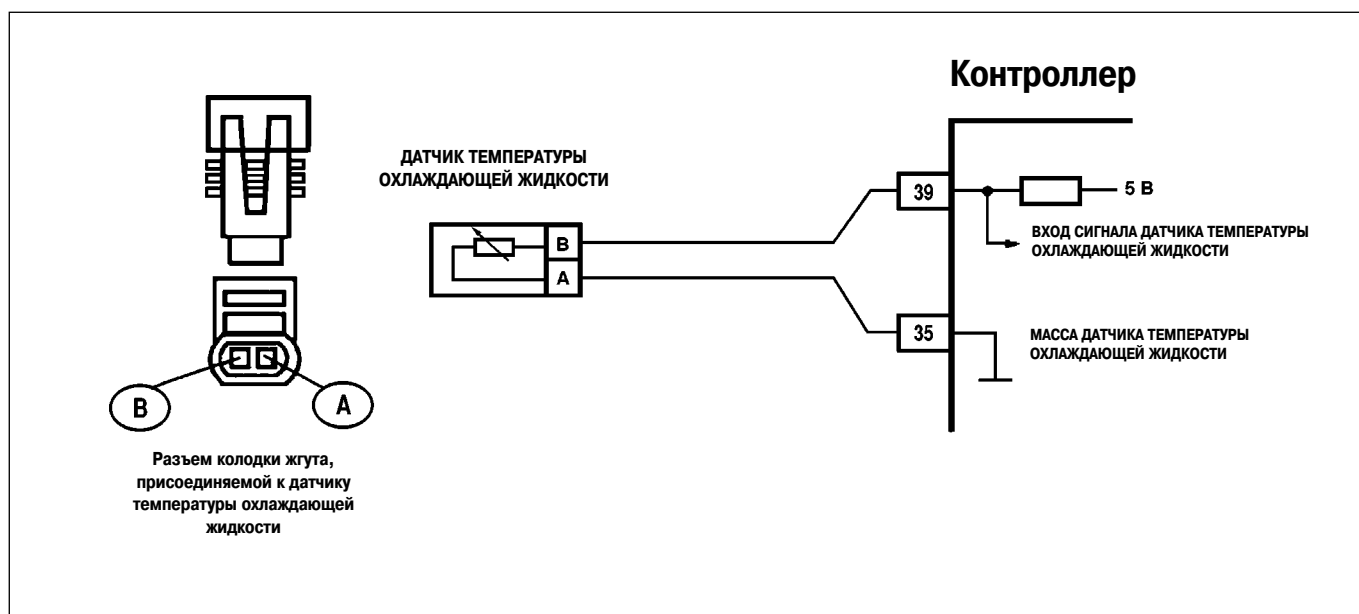 Контроллер
ДАТЧИК ТЕМПЕРАТУРЫ
ОХЛАЖДАЮЩЕЙ ЖИДКОСТИ
39
5 В
В
А
ВХОД СИГНАЛА ДАТЧИКА ТЕМПЕРАТУРЫ
ОХЛАЖДАЮЩЕЙ ЖИДКОСТИ
35
МАССА ДАТЧИКА ТЕМПЕРАТУРЫ
ОХЛАЖДАЮЩЕЙ ЖИДКОСТИ
В
А
Разъем колодки жгута,
присоединяемой к датчику
температуры охлаждающей
жидкости